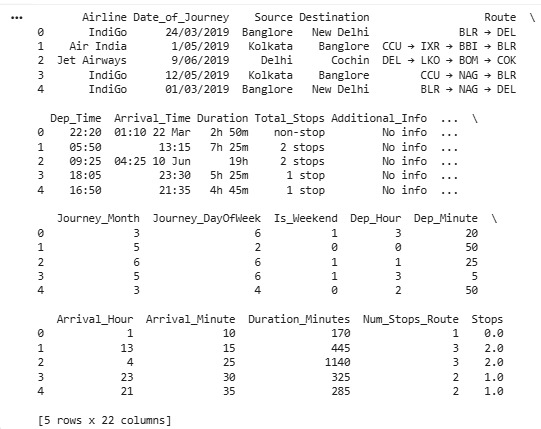 ••• Airline Date_of_Journey Source Destination Route \
0 IndiGo 24/03/2019 Banglore New Delhi BLR → DEL
1 Air India 1/05/2019 Kolkata Banglore CCU → IXR → BBI → BLR
2 Jet Airways 9/06/2019 Delhi Cochin DEL → LKO → BOM → COK
3 IndiGo 12/05/2019 Kolkata Banglore CCU → NAG → BLR
4 IndiGo 01/03/2019 Banglore New Delhi BLR → NAG → DEL
Dep_Time Arrival_Time Duration Total_Stops Additional_Info ... \
0 22:20 01:10 22 Mar 2h 50m non-stop No info ...
1 05:50 13:15 7h 25m 2 stops No info ...
2 09:25 04:25 10 Jun 19h 2 stops No info ...
3 18:05 23:30 5h 25m 1 stop No info ...
4 16:50 21:35 4h 45m 1 stop No info ...
Journey_Month Journey_DayOfWeek Is_Weekend Dep_Hour Dep_Minute \
0 3 6 1 3 20
1 5 2 0 0 50
2 6 6 1 1 25
3 5 6 1 3 5
4 3 4 0 2 50
Arrival_Hour Arrival_Minute Duration_Minutes Num_Stops_Route Stops
0 1 10 170 1 0.0
1 13 15 445 3 2.0
2 4 25 1140 3 2.0
3 23 30 325 2 1.0
4 21 35 285 2 1.0
[5 rows x 22 columns]